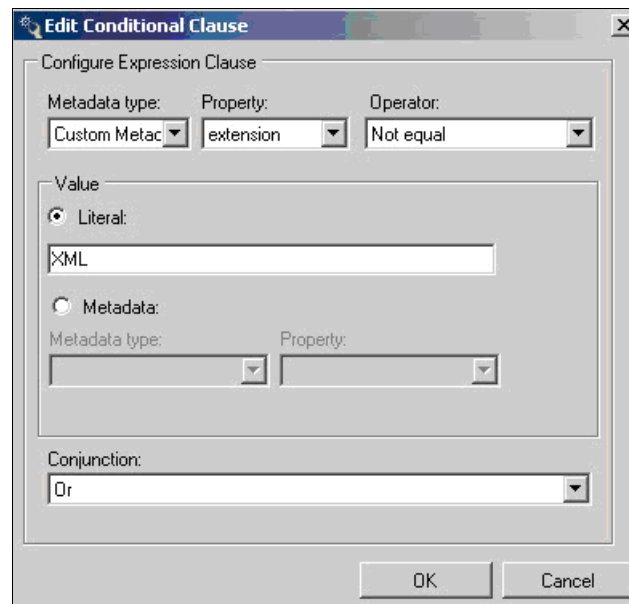 Edit Conditional Clause
Configure Expression Clause
Metadata type: Property: Operator:
Custom Metac extension Not equal
Value
Literal:
XML
Metadata:
Metadata type: Property:
Conjunction:
Or
OK Cancel